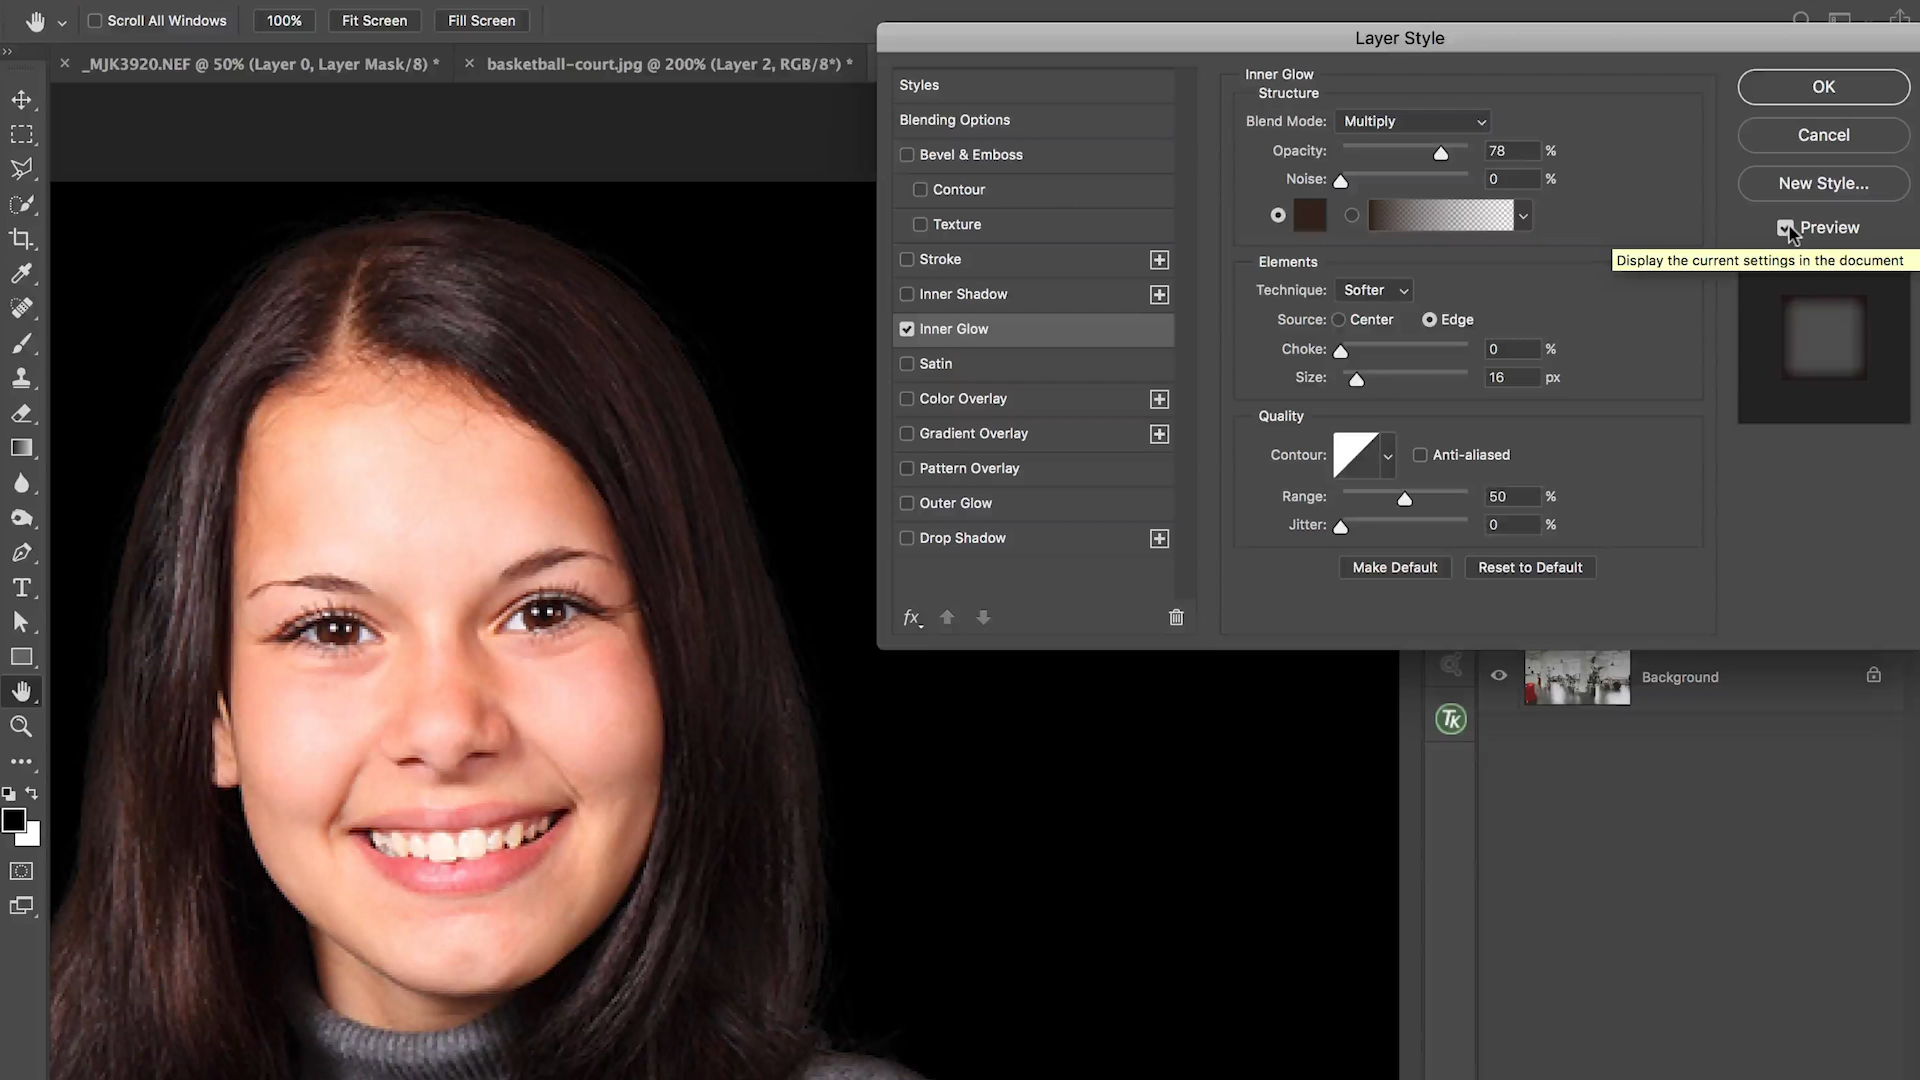 Scroll All Windows 100% Fit Screen Fill Screen
_MJK3920.NEF @ 50% (Layer 0, Layer Mask/8) * basketball-court.jpg @ 200% (Layer 2, RGB/8*) *
Layer Style
Styles
Blending Options
Bevel & Emboss
Contour
Texture
Stroke
Inner Shadow
Inner Glow
Satin
Color Overlay
Gradient Overlay
Pattern Overlay
Outer Glow
Drop Shadow
fx
Inner Glow
Structure
Blend Mode: Multiply
Opacity: 78 %
Noise: 0 %
Elements
Technique: Softer
Source: Center Edge
Choke: 0 %
Size: 16 px
Quality
Contour: Anti-aliased
Range: 50 %
Jitter: 0 %
Make Default Reset to Default
OK
Cancel
New Style...
Preview
Display the current settings in the document
Background
TK